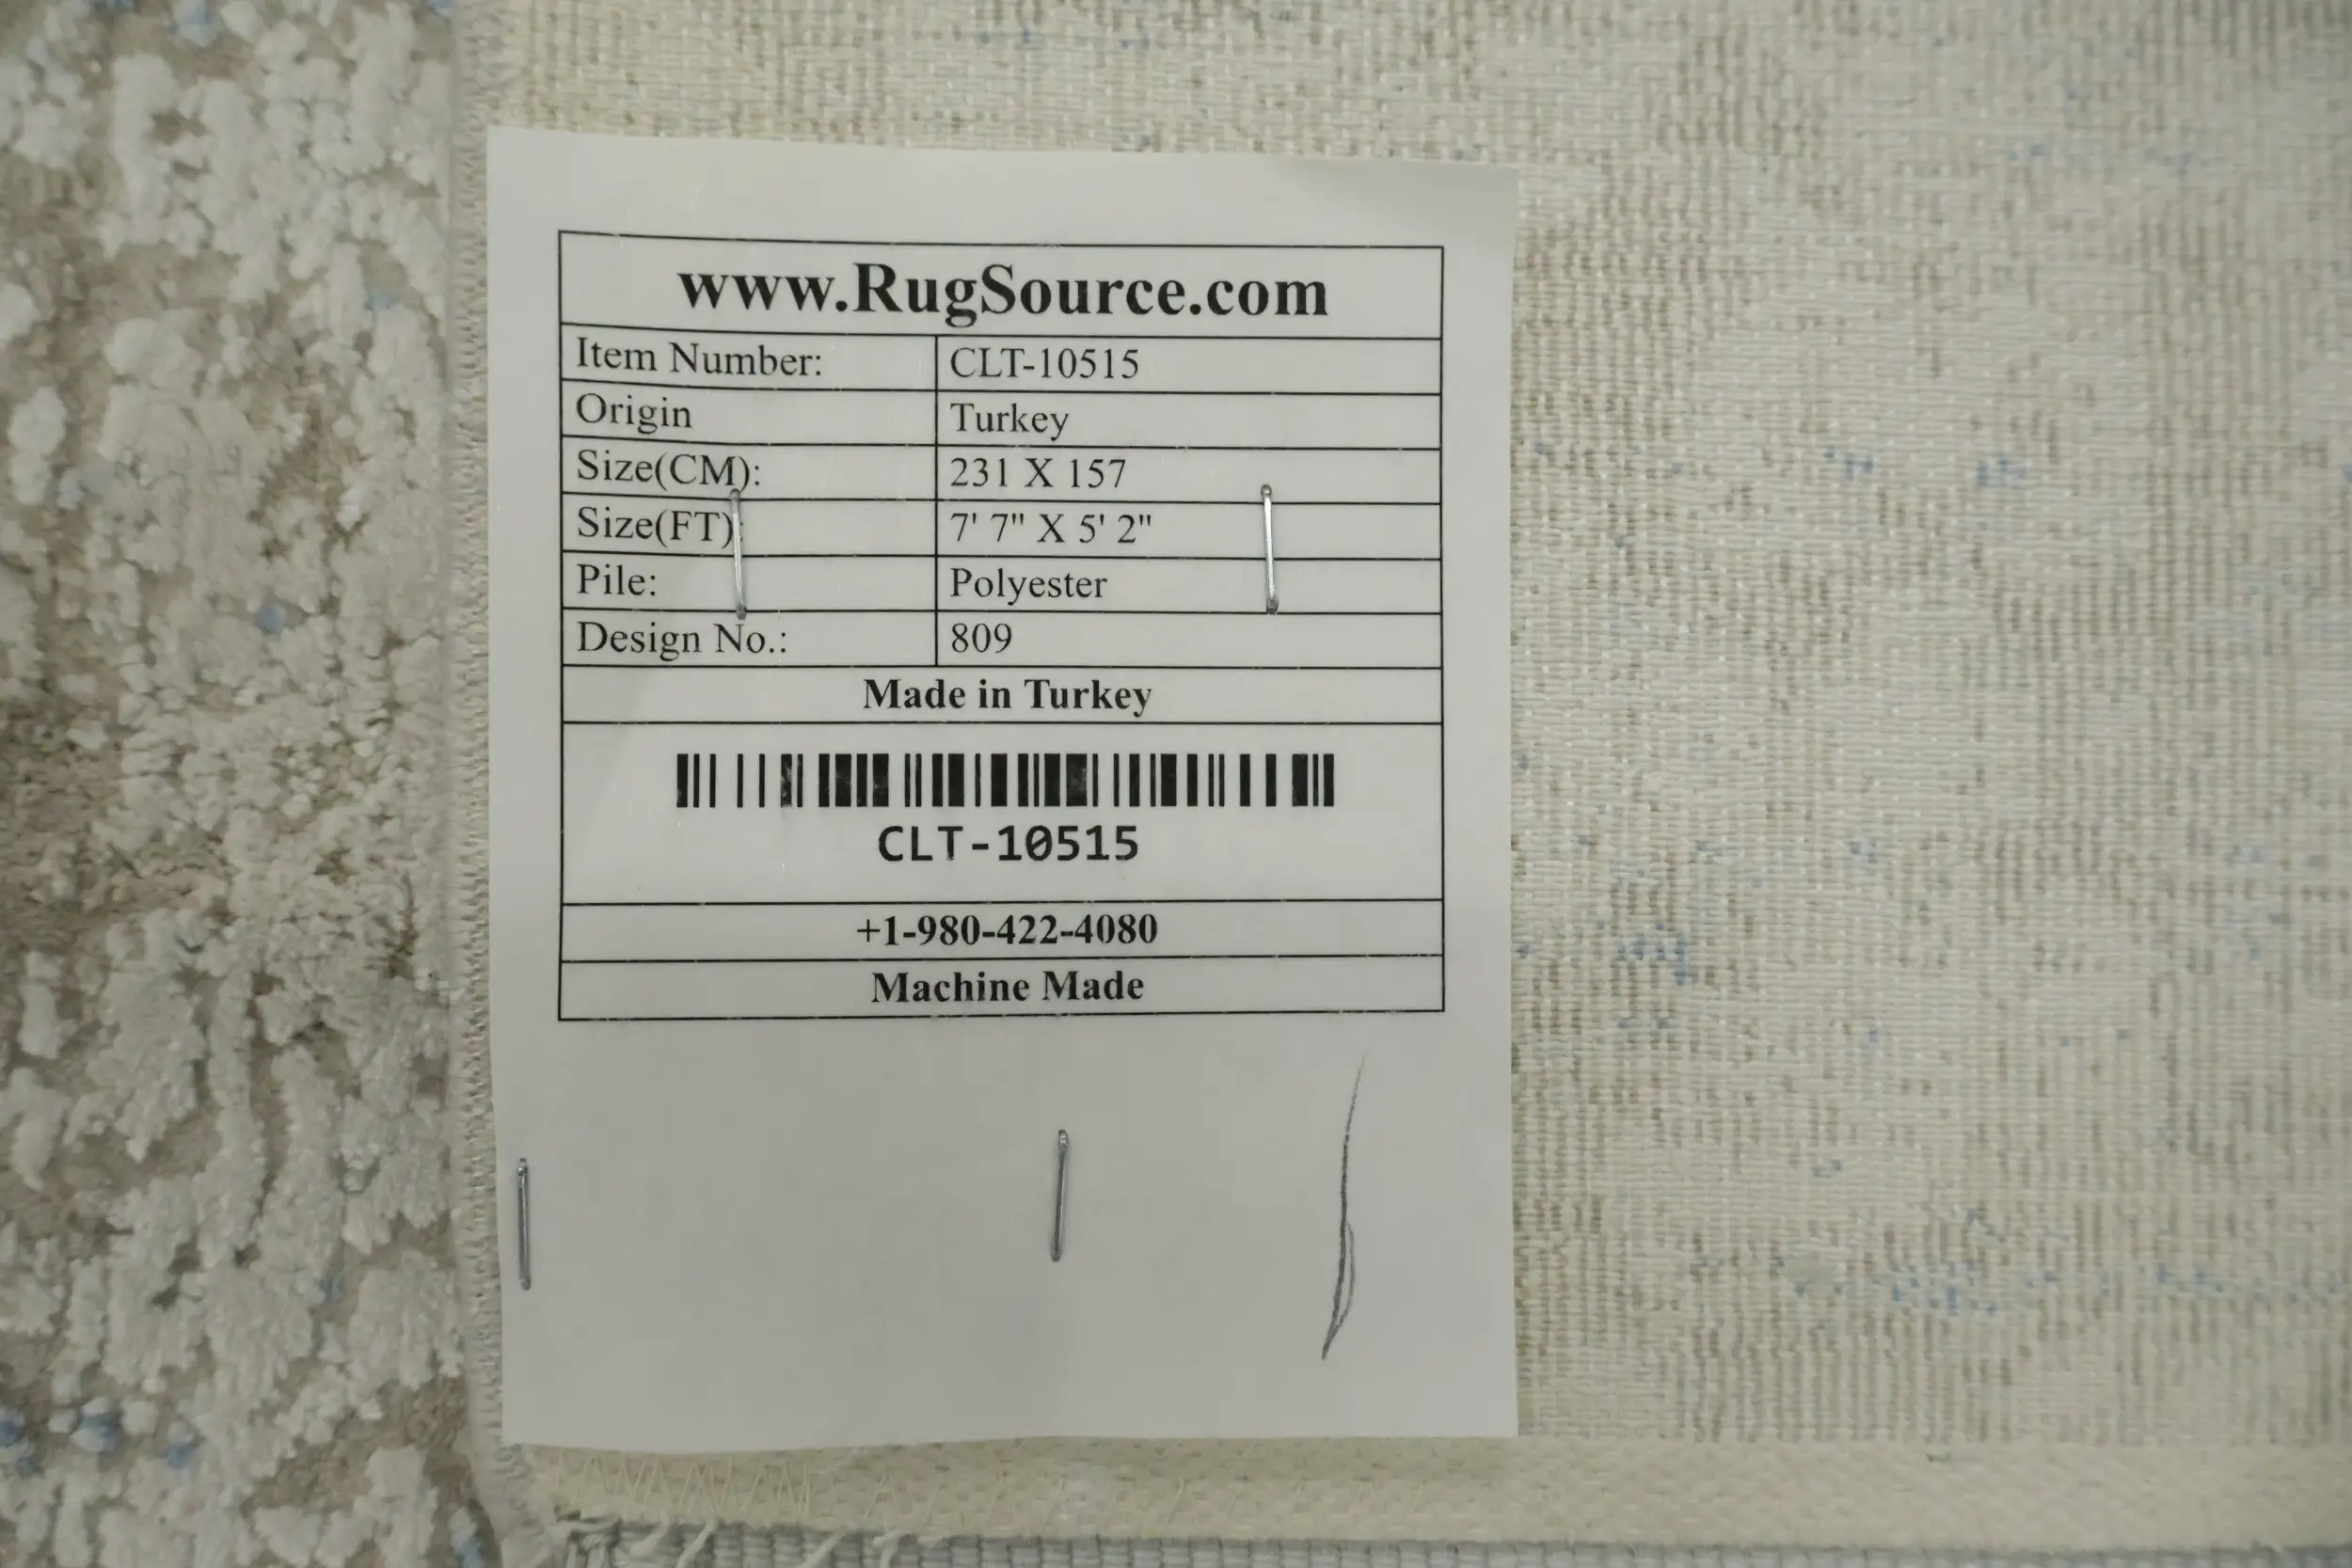 www.RugSource.com
Item Number: CLT-10515
Origin Turkey
Size(CM): 231 X 157
Size(FT): 7' 7" X 5' 2"
Pile: Polyester
Design No.: 809
Made in Turkey
CLT-10515
+1-980-422-4080
Machine Made